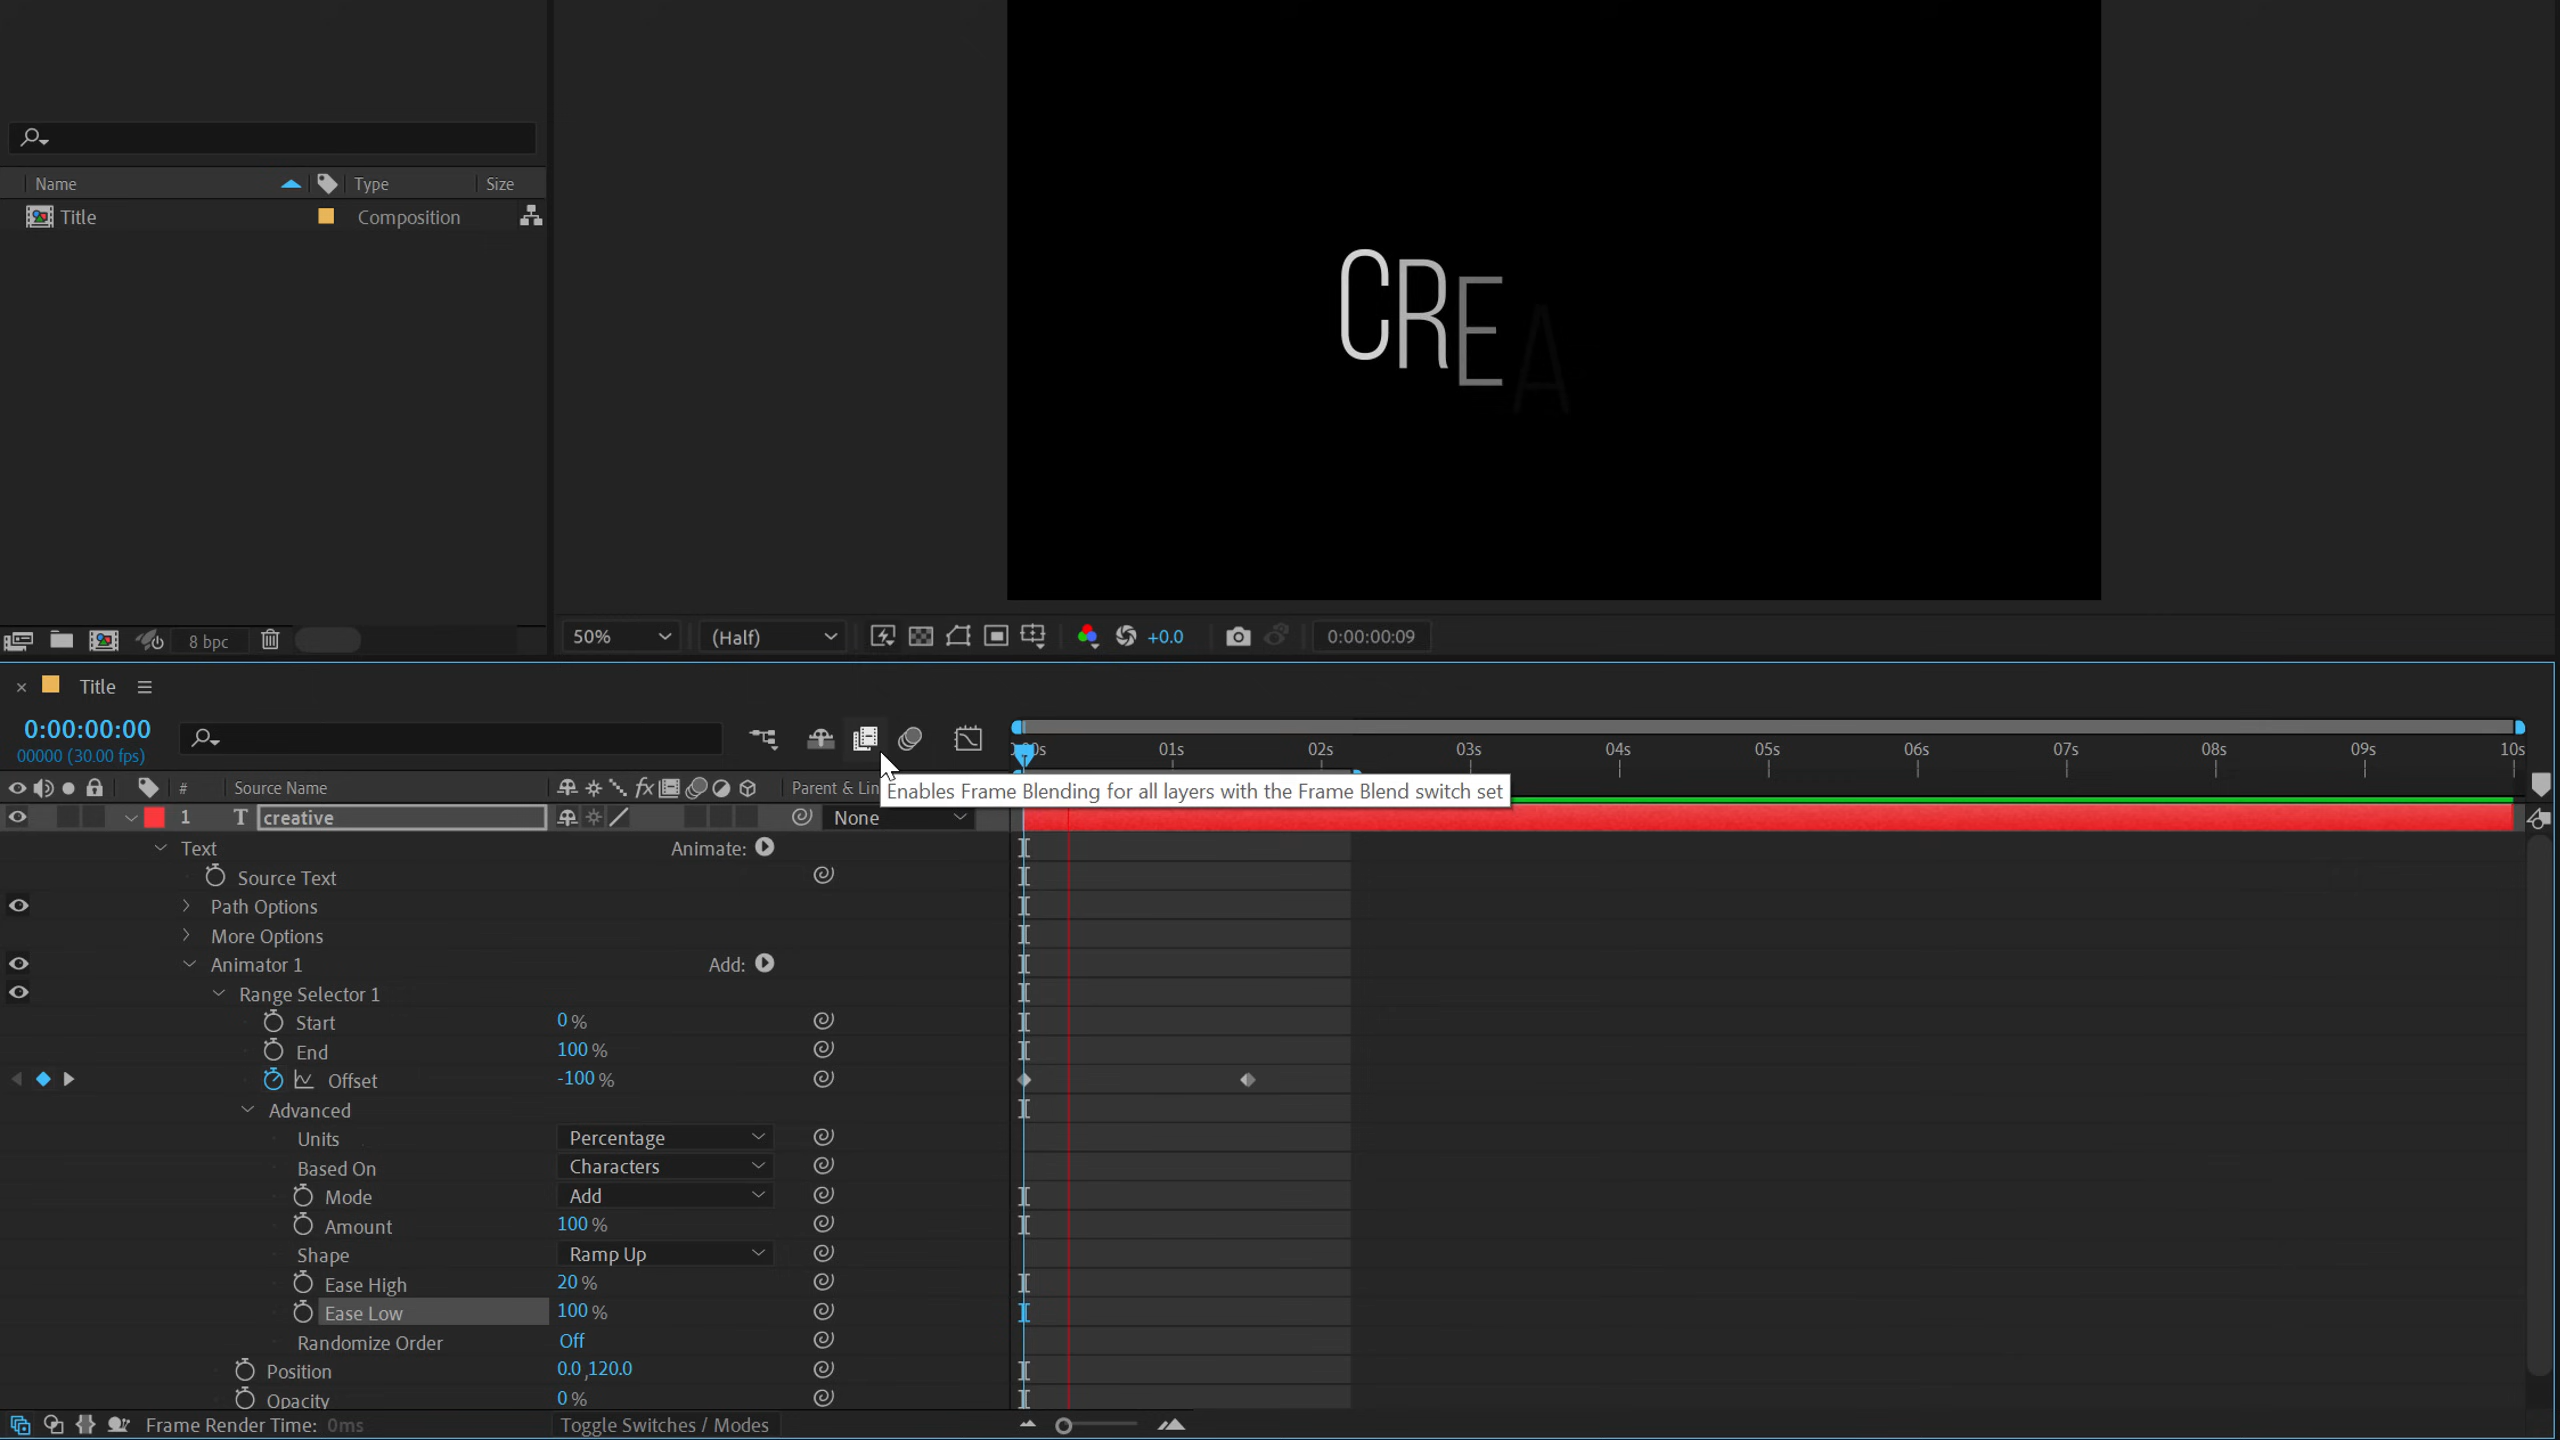 Name Type Size
Title Composition
CREA
8 bpc
50% (Half) +0.0 0:00:00:09
× Title
0:00:00:00
00000 (30.00 fps)
01s 02s 03s 04s 05s 06s 07s 08s 09s 10s
# Source Name fx Parent & Lin
Enables Frame Blending for all layers with the Frame Blend switch set
1 T creative None
Text Animate:
Source Text
Path Options
More Options
Animator 1 Add:
Range Selector 1
Start 0 %
End 100 %
Offset -100 %
Advanced
Units Percentage
Based On Characters
Mode Add
Amount 100 %
Shape Ramp Up
Ease High 20 %
Ease Low 100 %
Randomize Order Off
Position 0.0 ,120.0
Opacity 0 %
Frame Render Time: 0ms Toggle Switches / Modes